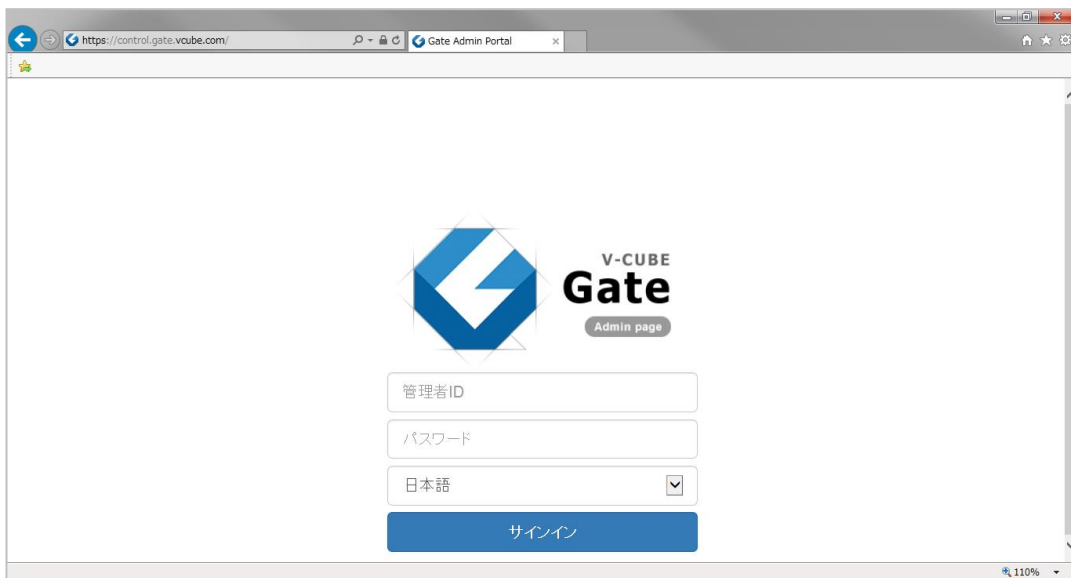 https://control.gate.vcube.com/
Gate Admin Portal
V-CUBE
Gate
Admin page
管理者ID
パスワード
日本語
サインイン
110%